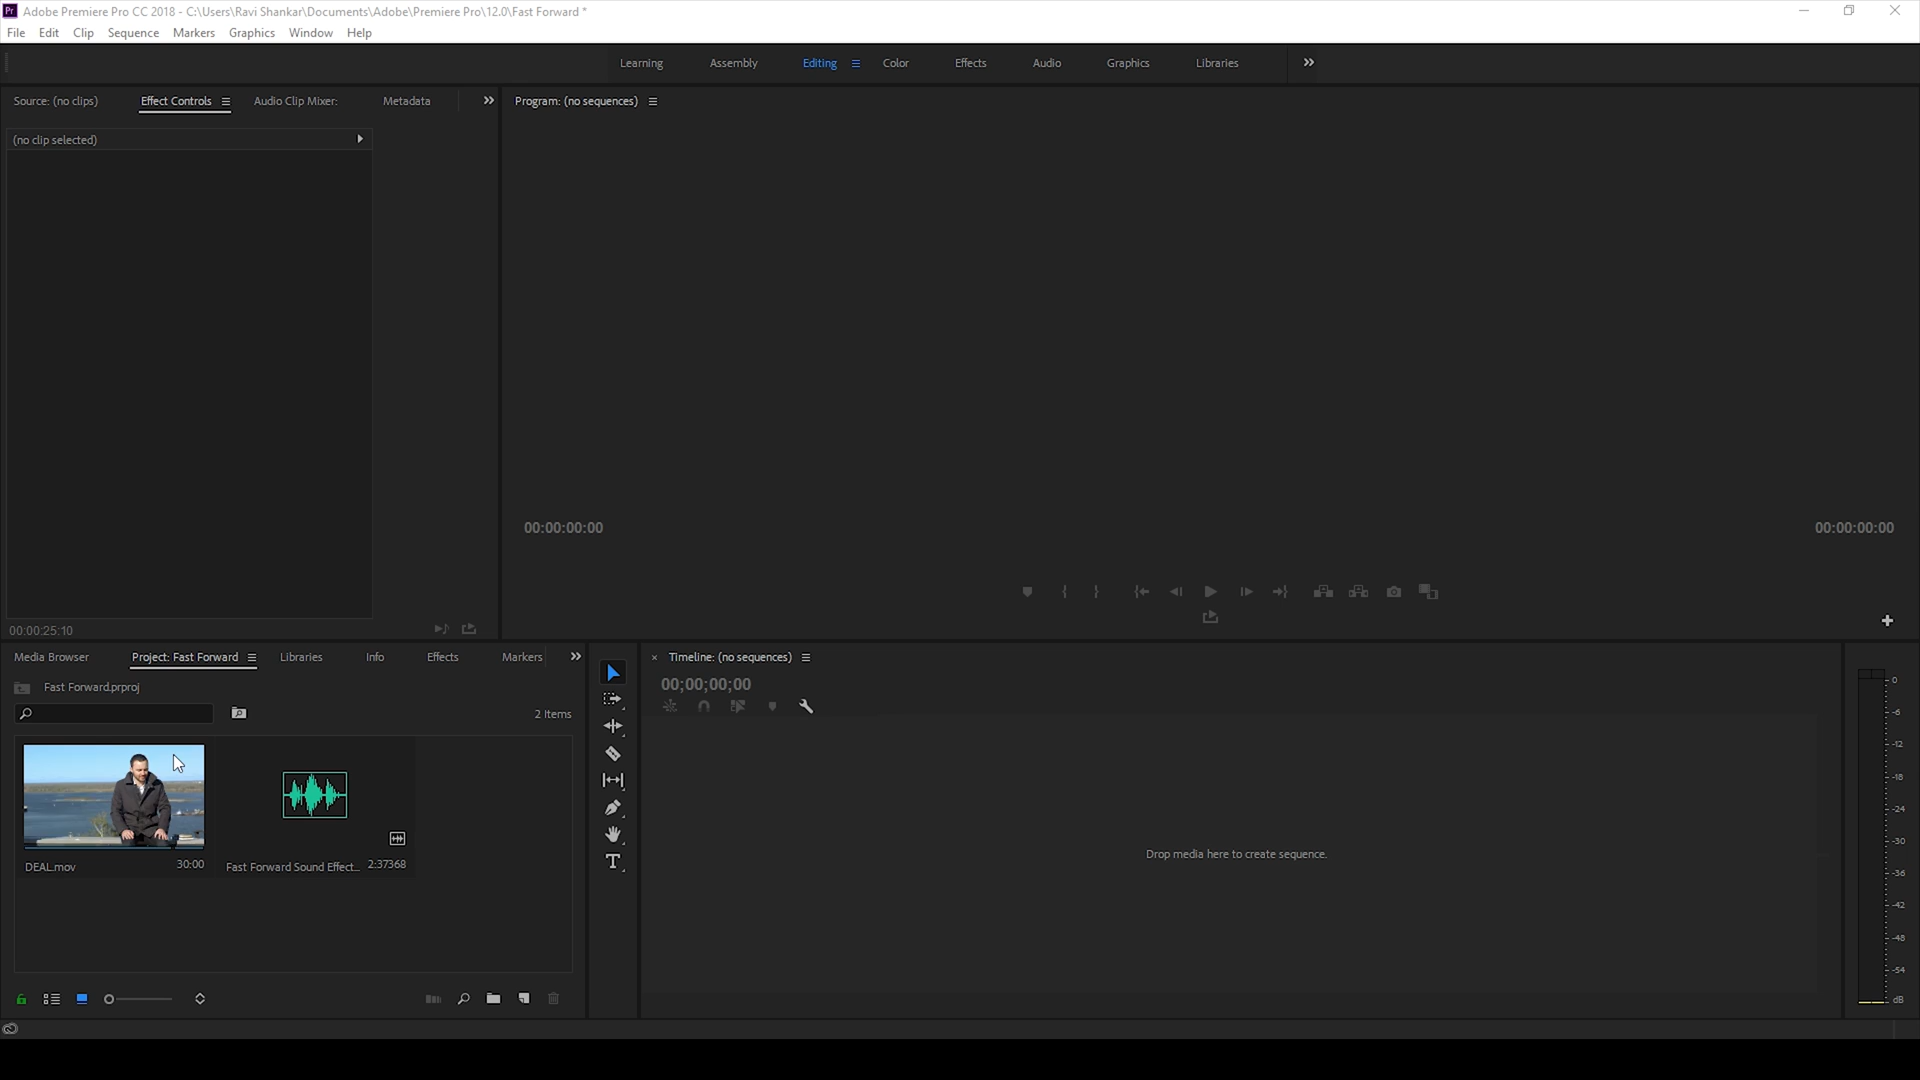 Adobe Premiere Pro CC 2018 - C:\Users\Ravi Shankar\Documents\Adobe\Premiere Pro\12.0\Fast Forward *
File Edit Clip Sequence Markers Graphics Window Help
Learning Assembly Editing Color Effects Audio Graphics Libraries
Source: (no clips) Effect Controls Audio Clip Mixer: Metadata
Program: (no sequences)
(no clip selected)
00:00:00:00 00:00:00:00
00:00:25:10
Media Browser Project: Fast Forward Libraries Info Effects Markers
Timeline: (no sequences)
Fast Forward.prproj
00;00;00;00
2 Items
DEAL.mov 30:00
Fast Forward Sound Effect... 2:37368
Drop media here to create sequence.
0
-6
-12
-18
-24
-30
-36
-42
-48
-54
dB